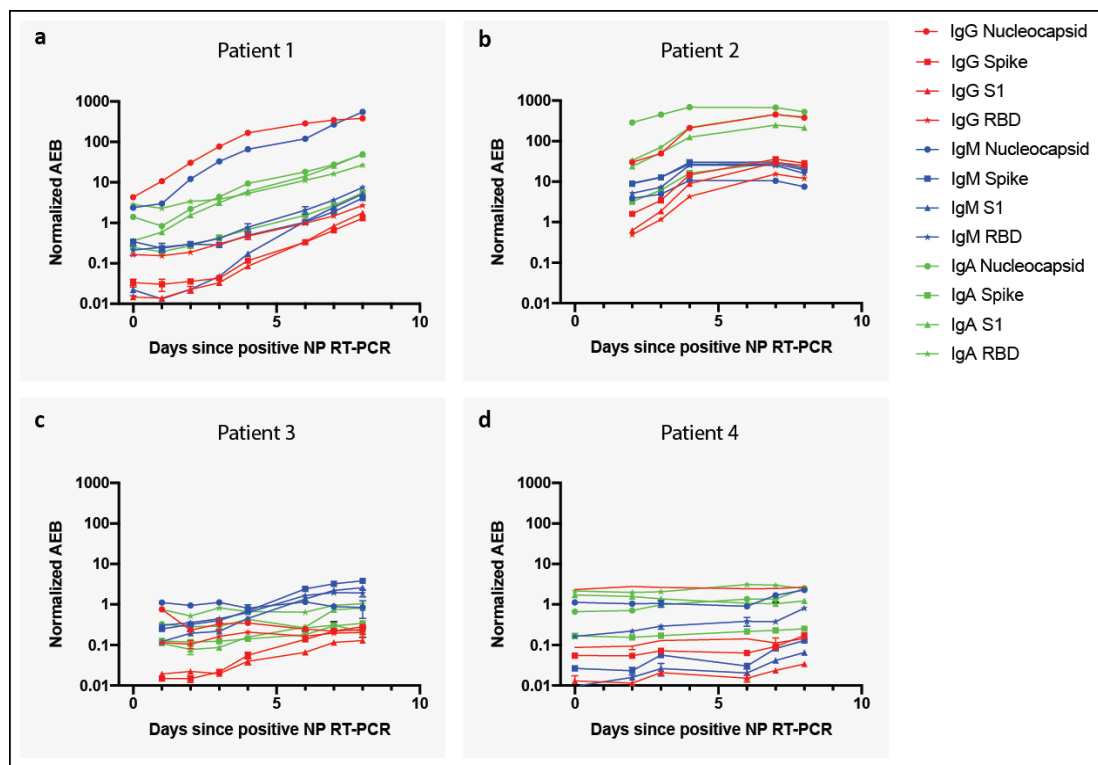 a
Patient 1
1000
100
10
1
0.1
0.01
Normalized AEB
0
5
10
Days since positive NP RT-PCR
b
Patient 2
1000
100
10
1
0.1
0.01
Normalized AEB
0
5
10
Days since positive NP RT-PCR
IgG Nucleocapsid
IgG Spike
IgG S1
IgG RBD
IgM Nucleocapsid
IgM Spike
IgM S1
IgM RBD
IgA Nucleocapsid
IgA Spike
IgA S1
IgA RBD
c
Patient 3
1000
100
10
1
0.1
0.01
Normalized AEB
0
5
10
Days since positive NP RT-PCR
d
Patient 4
1000
100
10
1
0.1
0.01
Normalized AEB
0
5
10
Days since positive NP RT-PCR